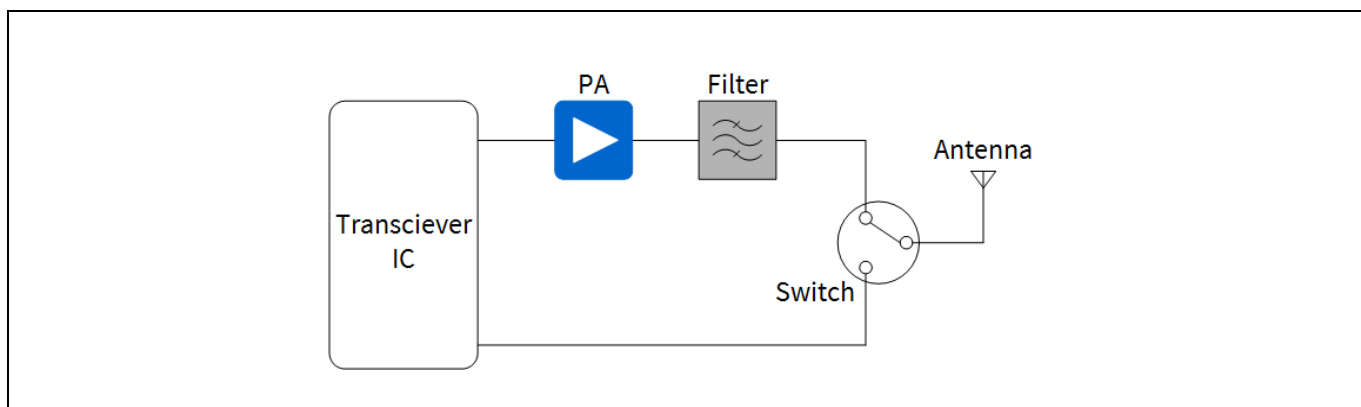 PA
Filter
Antenna
Transciever
IC
Switch